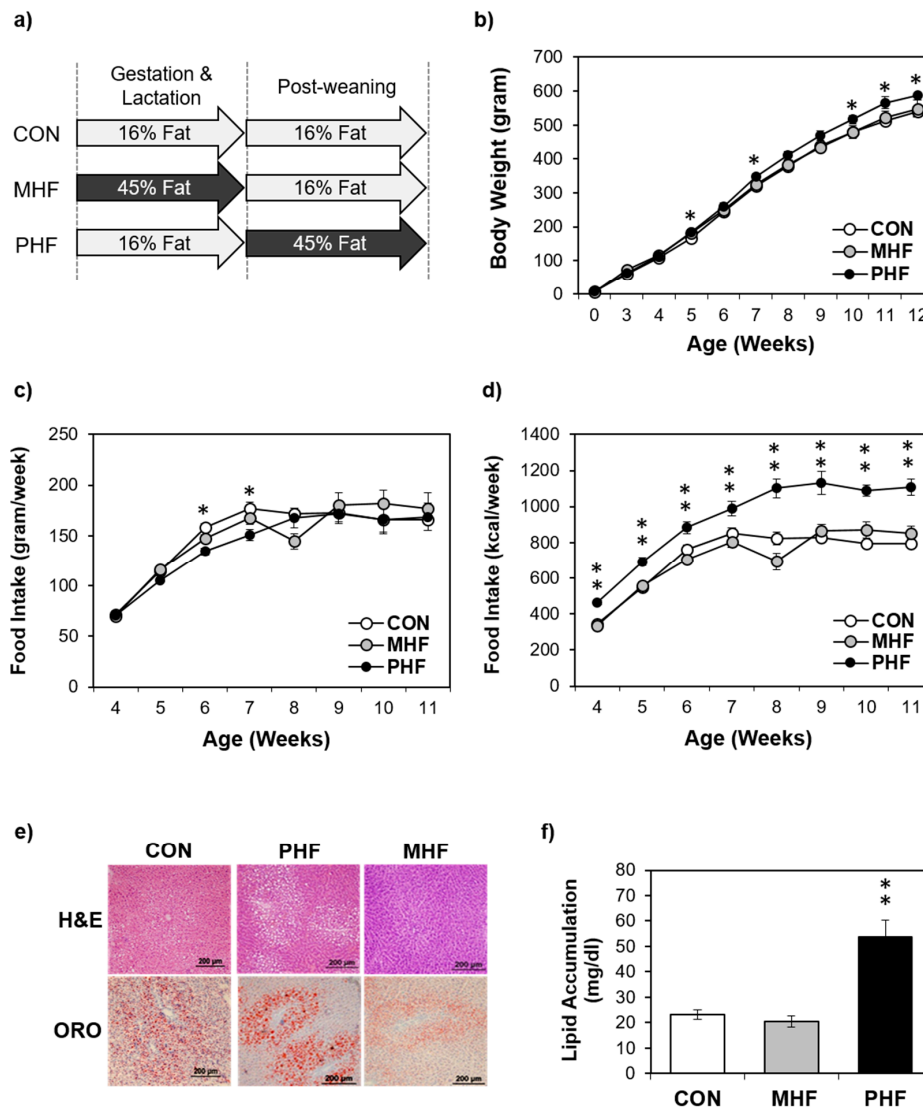 a)
Gestation &
Lactation
Post-weaning
CON
16% Fat
16% Fat
MHF
45% Fat
16% Fat
PHF
16% Fat
45% Fat
b)
Body Weight (gram)
700
600
500
400
300
200
100
0
* * * * *
CON
MHF
PHF
0 3 4 5 6 7 8 9 10 11 12
Age (Weeks)
c)
Food Intake (gram/week)
250
200
150
100
50
0
* *
CON
MHF
PHF
4 5 6 7 8 9 10 11
Age (Weeks)
d)
Food Intake (kcal/week)
1400
1200
1000
800
600
400
200
0
** ** ** ** ** ** ** **
CON
MHF
PHF
4 5 6 7 8 9 10 11
Age (Weeks)
e)
CON PHF MHF
H&E
200 μm 200 μm 200 μm
ORO
200 μm 200 μm 200 μm
f)
Lipid Accumulation
(mg/dl)
80
70
60
50
40
30
20
10
0
**
CON MHF PHF